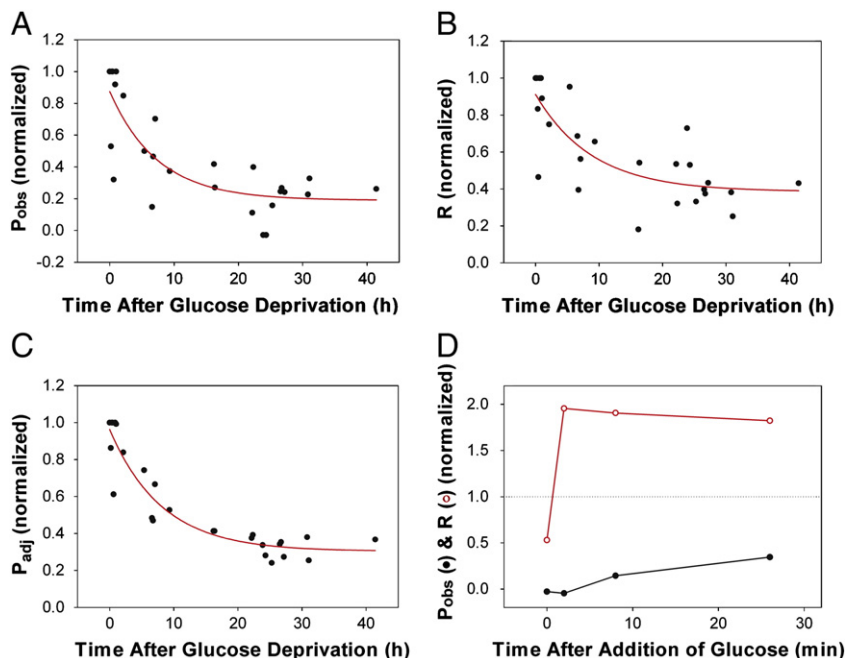 A
P_obs (normalized)
1.2
1.0
0.8
0.6
0.4
0.2
0.0
-0.2
0 10 20 30 40
Time After Glucose Deprivation (h)
B
R (normalized)
1.2
1.0
0.8
0.6
0.4
0.2
0.0
0 10 20 30 40
Time After Glucose Deprivation (h)
C
P_adj (normalized)
1.2
1.0
0.8
0.6
0.4
0.2
0.0
0 10 20 30 40
Time After Glucose Deprivation (h)
D
P_obs (●) & R (○) (normalized)
2.0
1.5
1.0
0.5
0.0
0 10 20 30
Time After Addition of Glucose (min)